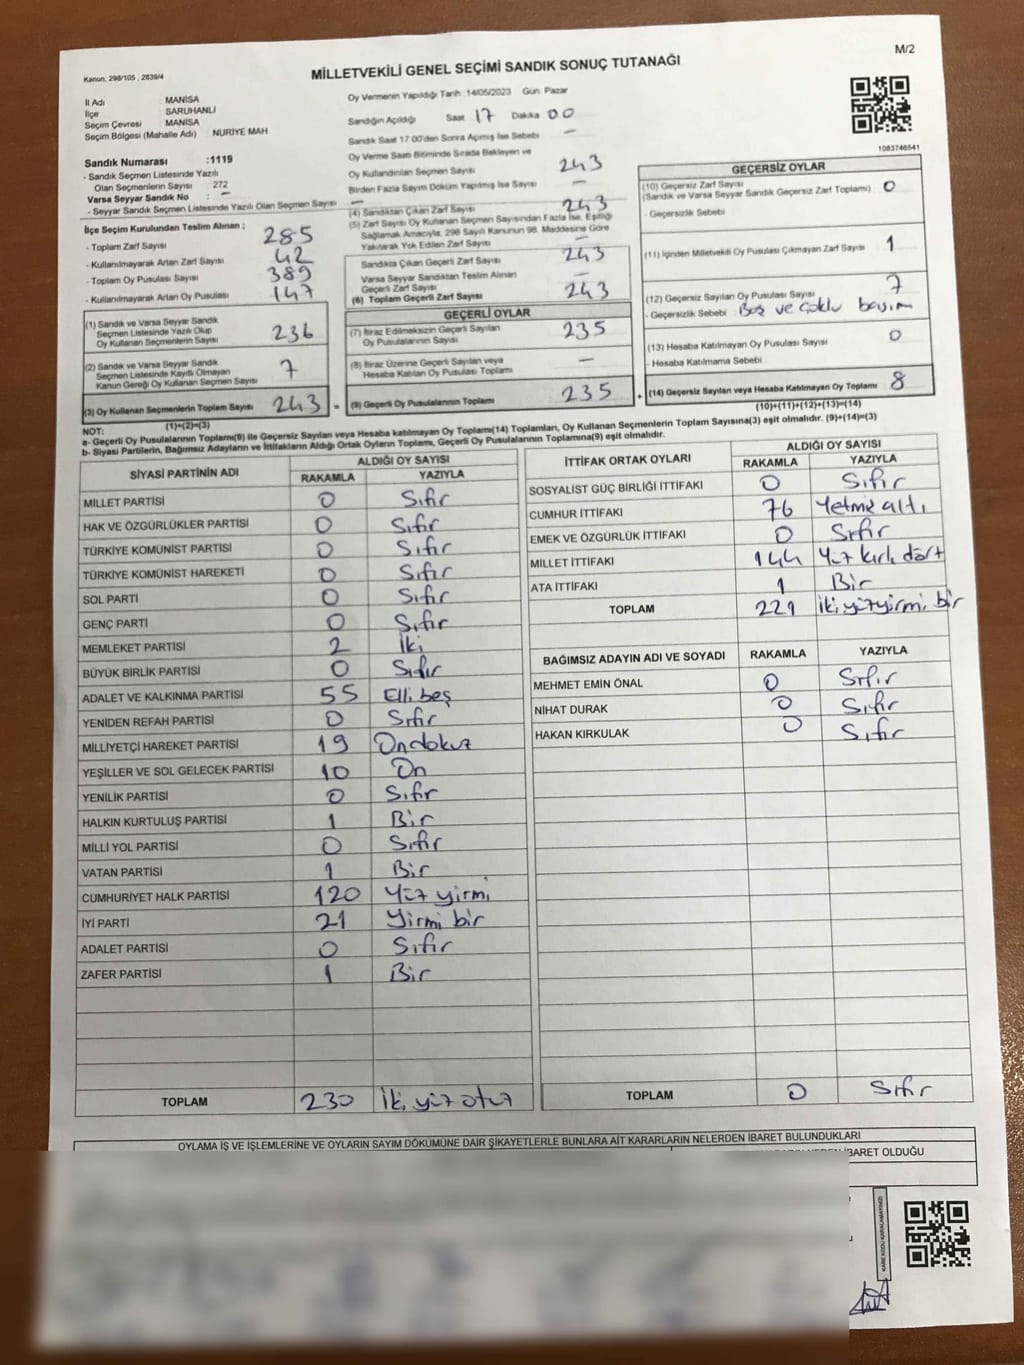 M/2
Kanun, 298/105 , 2839/4
MİLLETVEKİLİ GENEL SEÇİMİ SANDIK SONUÇ TUTANAĞI
İl Adı : MANİSA
İlçe : SARUHANLI
Seçim Çevresi : MANİSA
Seçim Bölgesi (Mahalle Adı) NURİYE MAH
Sandık Numarası :1119
- Sandık Seçmen Listesinde Yazılı
Olan Seçmenlerin Sayısı : 272
Varsa Seyyar Sandık No : –
- Seyyar Sandık Seçmen Listesinde Yazılı Olan Seçmen Sayısı : –
İlçe Seçim Kurulundan Teslim Alınan ;
- Toplam Zarf Sayısı 285
- Kullanılmayarak Artan Zarf Sayısı 42
- Toplam Oy Pusulası Sayısı 389
- Kullanılmayarak Artan Oy Pusulası 147
(1) Sandık ve Varsa Seyyar Sandık
Seçmen Listesinde Yazılı Olup
Oy Kullanan Seçmenlerin Sayısı 236
(2) Sandık ve Varsa Seyyar Sandık
Seçmen Listesinde Kayıtlı Olmayan
Kanun Gereği Oy Kullanan Seçmen Sayısı 7
(3) Oy Kullanan Seçmenlerin Toplam Sayısı 243 =
(1)+(2)=(3)
Oy Vermenin Yapıldığı Tarih :14/05/2023 Gün: Pazar
Sandığın Açıldığı Saat 17 Dakika 00
Sandık Saat 17.00'den Sonra Açılmış İse Sebebi –
Oy Verme Saati Bitiminde Sırada Bekleyen ve
Oy Kullandırılan Seçmen Sayısı 243
Birden Fazla Sayım Döküm Yapılmış İse Sayısı –
(4) Sandıktan Çıkan Zarf Sayısı 243
(5) Zarf Sayısı Oy Kullanan Seçmen Sayısından Fazla İse, Eşitliği
Sağlamak Amacıyla, 298 Sayılı Kanunun 98. Maddesine Göre
Yakılarak Yok Edilen Zarf Sayısı –
Sandıkta Çıkan Geçerli Zarf Sayısı 243
Varsa Seyyar Sandıktan Teslim Alınan
Geçerli Zarf Sayısı –
(6) Toplam Geçerli Zarf Sayısı 243
GEÇERLİ OYLAR
(7) İtiraz Edilmeksizin Geçerli Sayılan
Oy Pusulalarının Sayısı 235
(8) İtiraz Üzerine Geçerli Sayılan veya
Hesaba Katılan Oy Pusulası Toplamı –
(9) Geçerli Oy Pusulalarının Toplamı 235 +
1083746541
GEÇERSİZ OYLAR
(10) Geçersiz Zarf Sayısı
(Sandık ve Varsa Seyyar Sandık Geçersiz Zarf Toplamı) 0
- Geçersizlik Sebebi :
(11) İçinden Milletvekili Oy Pusulası Çıkmayan Zarf Sayısı 1
(12) Geçersiz Sayılan Oy Pusulası Sayısı 7
- Geçersizlik Sebebi Boş ve çoklu basım
(13) Hesaba Katılmayan Oy Pusulası Sayısı 0
- Hesaba Katılmama Sebebi :
(14) Geçersiz Sayılan veya Hesaba Katılmayan Oy Toplamı 8
(10)+(11)+(12)+(13)=(14)
NOT:
a- Geçerli Oy Pusulalarının Toplamı(9) ile Geçersiz Sayılan veya Hesaba katılmayan Oy Toplamı(14) Toplamları, Oy Kullanan Seçmenlerin Toplam Sayısına(3) eşit olmalıdır. (9)+(14)=(3)
b- Siyasi Partilerin, Bağımsız Adayların ve İttifakların Aldığı Ortak Oyların Toplamı, Geçerli Oy Pusulalarının Toplamına(9) eşit olmalıdır.
SİYASİ PARTİNİN ADI ALDIĞI OY SAYISI
RAKAMLA YAZIYLA
MİLLET PARTİSİ 0 Sıfır
HAK VE ÖZGÜRLÜKLER PARTİSİ 0 Sıfır
TÜRKİYE KOMÜNİST PARTİSİ 0 Sıfır
TÜRKİYE KOMÜNİST HAREKETİ 0 Sıfır
SOL PARTİ 0 Sıfır
GENÇ PARTİ 0 Sıfır
MEMLEKET PARTİSİ 2 İki
BÜYÜK BİRLİK PARTİSİ 0 Sıfır
ADALET VE KALKINMA PARTİSİ 55 Elli beş
YENİDEN REFAH PARTİSİ 0 Sıfır
MİLLİYETÇİ HAREKET PARTİSİ 19 Ondokuz
YEŞİLLER VE SOL GELECEK PARTİSİ 10 On
YENİLİK PARTİSİ 0 Sıfır
HALKIN KURTULUŞ PARTİSİ 1 Bir
MİLLİ YOL PARTİSİ 0 Sıfır
VATAN PARTİSİ 1 Bir
CUMHURİYET HALK PARTİSİ 120 Yüz yirmi
İYİ PARTİ 21 Yirmi bir
ADALET PARTİSİ 0 Sıfır
ZAFER PARTİSİ 1 Bir
TOPLAM 230 İki yüz otuz
İTTİFAK ORTAK OYLARI ALDIĞI OY SAYISI
RAKAMLA YAZIYLA
SOSYALİST GÜÇ BİRLİĞİ İTTİFAKI 0 Sıfır
CUMHUR İTTİFAKI 76 Yetmiş altı
EMEK VE ÖZGÜRLÜK İTTİFAKI 0 Sıfır
MİLLET İTTİFAKI 144 Yüz kırk dört
ATA İTTİFAKI 1 Bir
TOPLAM 221 İki yüz yirmi bir
BAĞIMSIZ ADAYIN ADI VE SOYADI RAKAMLA YAZIYLA
MEHMET EMİN ÖNAL 0 Sıfır
NİHAT DURAK 0 Sıfır
HAKAN KIRKULAK 0 Sıfır
TOPLAM 0 Sıfır
OYLAMA İŞ VE İŞLEMLERİNE VE OYLARIN SAYIM DÖKÜMÜNE DAİR ŞİKAYETLERLE BUNLARA AİT KARARLARIN NELERDEN İBARET BULUNDUKLARI
İBARET OLDUĞU